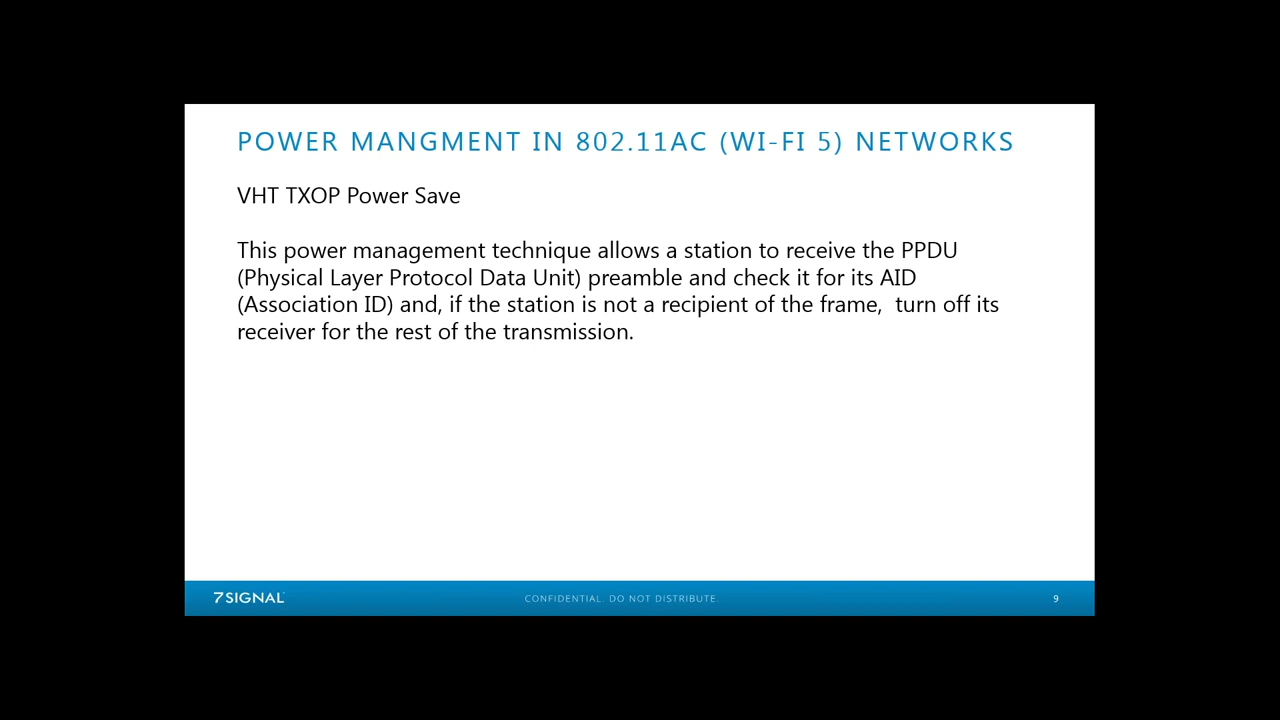 POWER MANGMENT IN 802.11AC (WI-FI 5) NETWORKS
VHT TXOP Power Save
This power management technique allows a station to receive the PPDU
(Physical Layer Protocol Data Unit) preamble and check it for its AID
(Association ID) and, if the station is not a recipient of the frame,  turn off its
receiver for the rest of the transmission.
7SIGNAL
CONFIDENTIAL. DO NOT DISTRIBUTE.
9